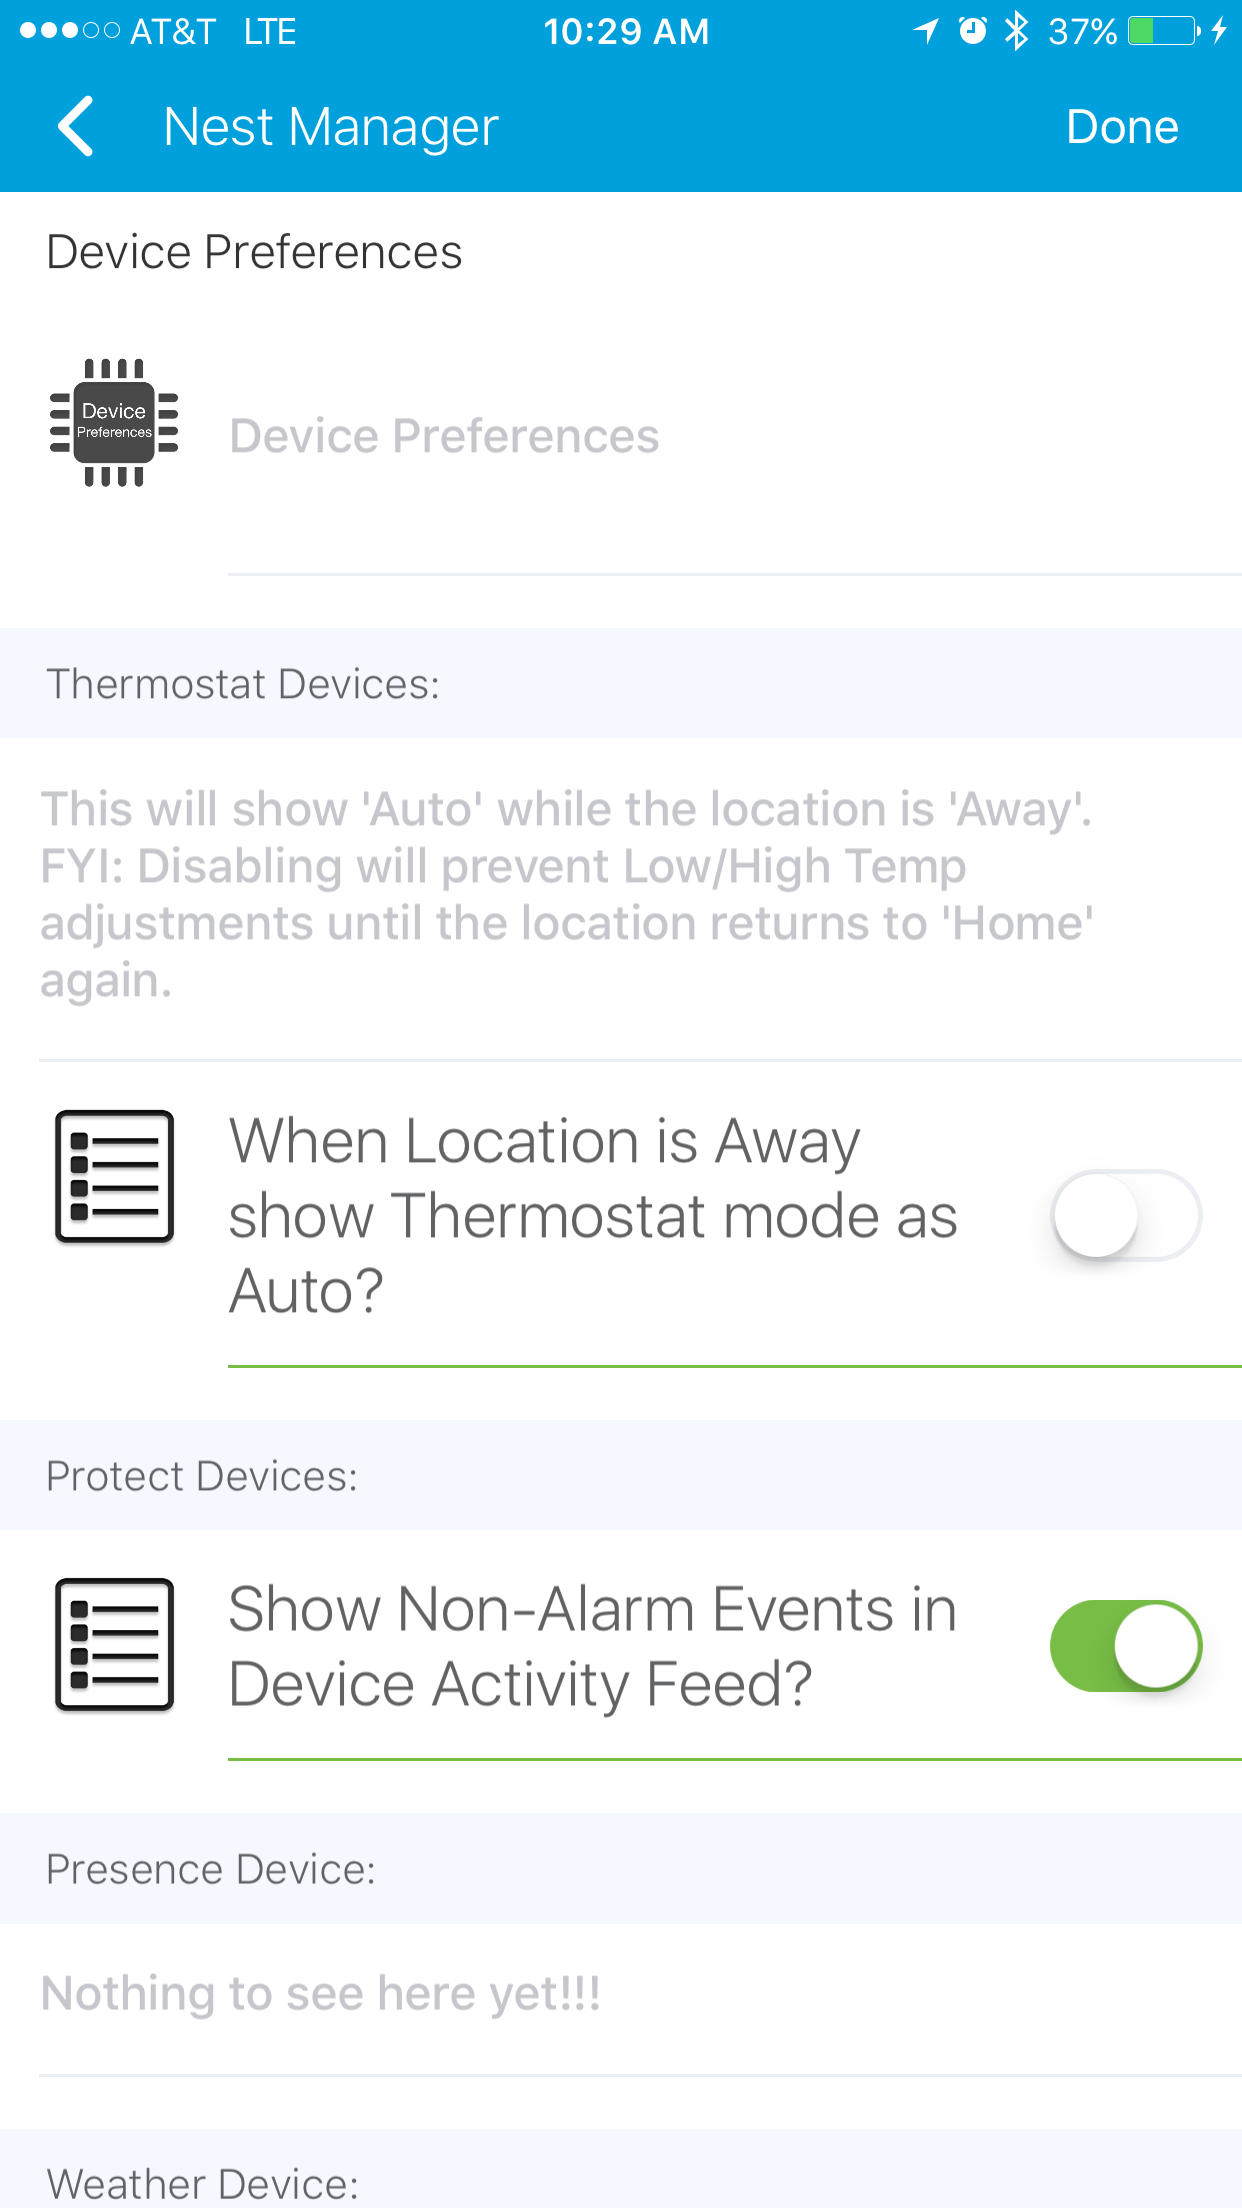 AT&T LTE 10:29 AM 37%
Nest Manager Done
Device Preferences
Device
Preferences
Device Preferences
Thermostat Devices:
This will show 'Auto' while the location is 'Away'.
FYI: Disabling will prevent Low/High Temp
adjustments until the location returns to 'Home'
again.
When Location is Away
show Thermostat mode as
Auto?
Protect Devices:
Show Non-Alarm Events in
Device Activity Feed?
Presence Device:
Nothing to see here yet!!!
Weather Device: